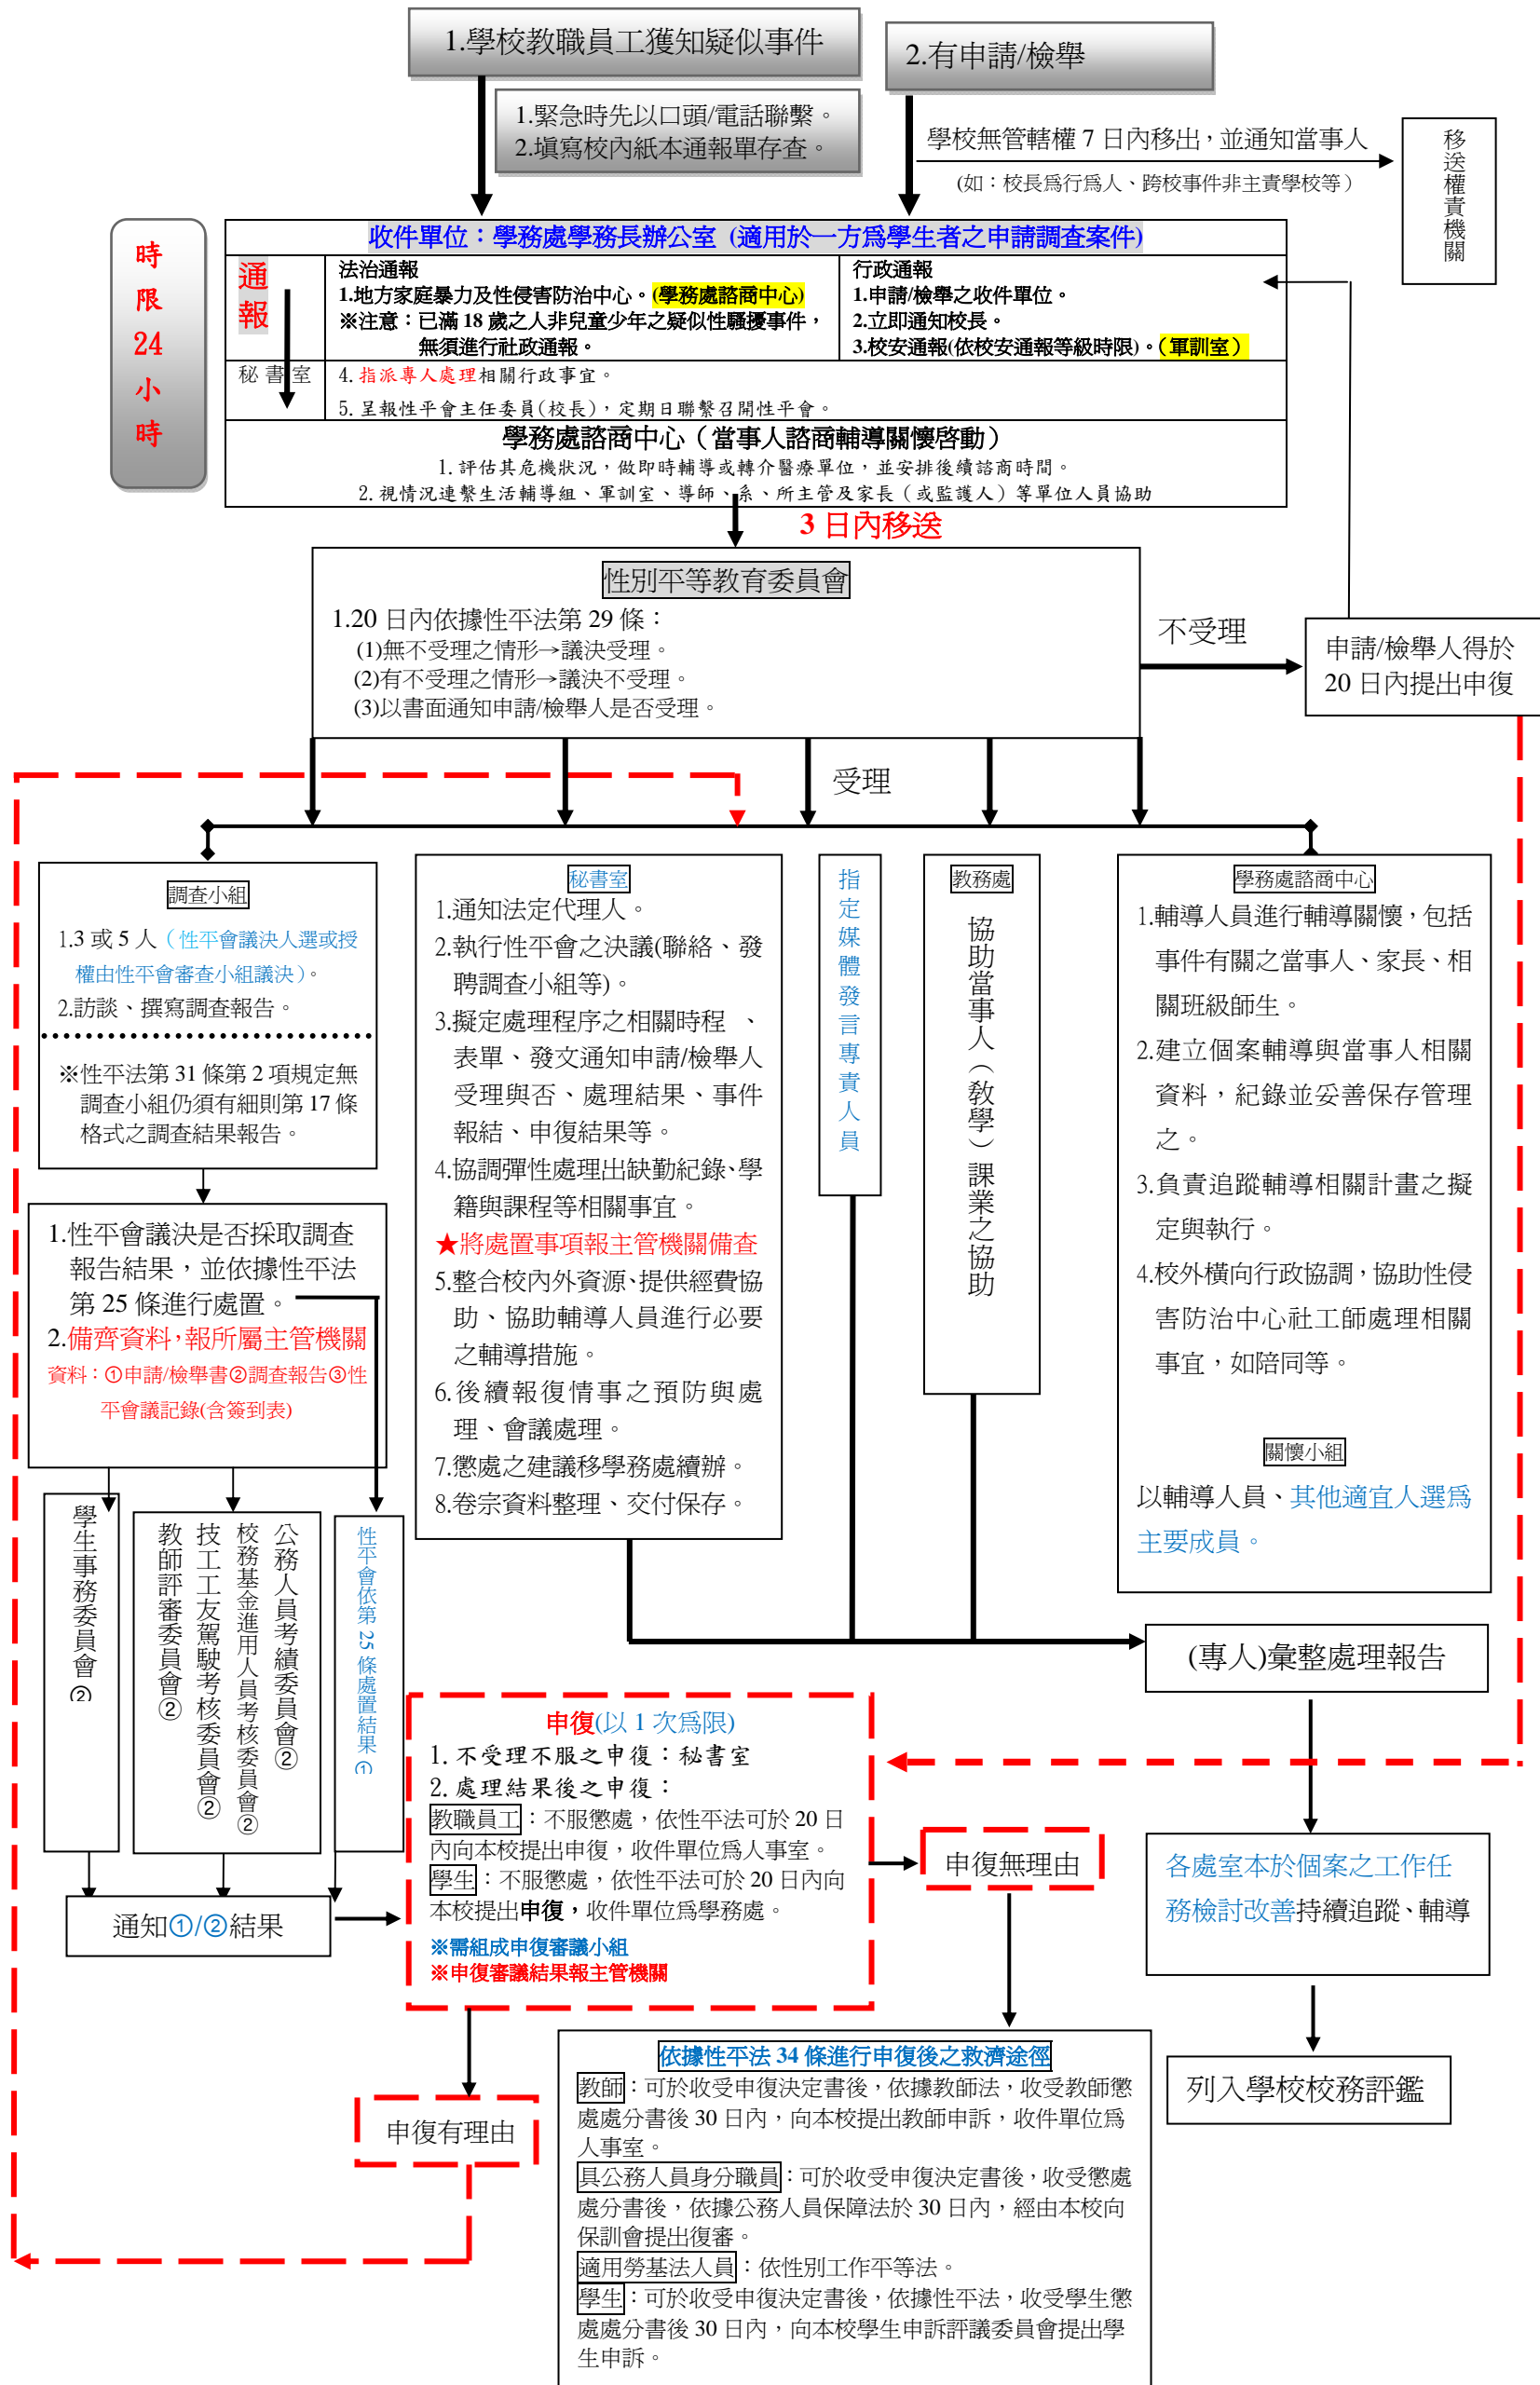 1.學校教職員工獲知疑似事件
2.有申請/檢舉
1.緊急時先以口頭/電話聯繫。
2.填寫校內紙本通報單存查。
學校無管轄權 7 日內移出，並通知當事人
(如：校長為行為人、跨校事件非主責學校等）
移送權責機關
時限24小時
收件單位：學務處學務長辦公室 (適用於一方為學生者之申請調查案件)
通報
法治通報
1.地方家庭暴力及性侵害防治中心。(學務處諮商中心)
※注意：已滿 18 歲之人非兒童少年之疑似性騷擾事件，
無須進行社政通報。
行政通報
1.申請/檢舉之收件單位。
2.立即通知校長。
3.校安通報(依校安通報等級時限)。（軍訓室）
秘書室
4.指派專人處理相關行政事宜。
5.呈報性平會主任委員(校長)，定期日聯繫召開性平會。
學務處諮商中心（當事人諮商輔導關懷啓動）
1.評估其危機狀況，做即時輔導或轉介醫療單位，並安排後續諮商時間。
2.視情況連繫生活輔導組、軍訓室、導師、系、所主管及家長（或監護人）等單位人員協助
3 日內移送
性別平等教育委員會
1.20 日內依據性平法第 29 條：
(1)無不受理之情形→議決受理。
(2)有不受理之情形→議決不受理。
(3)以書面通知申請/檢舉人是否受理。
不受理
申請/檢舉人得於
20 日內提出申復
受理
調查小組
1.3 或 5 人（性平會議決人選或授
權由性平會審查小組議決）。
2.訪談、撰寫調查報告。
※性平法第 31 條第 2 項規定無
調查小組仍須有細則第 17 條
格式之調查結果報告。
秘書室
1.通知法定代理人。
2.執行性平會之決議(聯絡、發
聘調查小組等)。
3.擬定處理程序之相關時程 、
表單、發文通知申請/檢舉人
受理與否、處理結果、事件
報結、申復結果等。
4.協調彈性處理出缺勤紀錄、學
籍與課程等相關事宜。
★將處置事項報主管機關備查
5.整合校內外資源、提供經費協
助、協助輔導人員進行必要
之輔導措施。
6.後續報復情事之預防與處
理、會議處理。
7.懲處之建議移學務處續辦。
8.卷宗資料整理、交付保存。
指定媒體發言專責人員
教務處
協助當事人（教學）課業之協助
學務處諮商中心
1.輔導人員進行輔導關懷，包括
事件有關之當事人、家長、相
關班級師生。
2.建立個案輔導與當事人相關
資料，紀錄並妥善保存管理
之。
3.負責追蹤輔導相關計畫之擬
定與執行。
4.校外橫向行政協調，協助性侵
害防治中心社工師處理相關
事宜，如陪同等。
關懷小組
以輔導人員、其他適宜人選為
主要成員。
1.性平會議決是否採取調查
報告結果，並依據性平法
第 25 條進行處置。
2.備齊資料，報所屬主管機關
資料：①申請/檢舉書②調查報告③性
平會議記錄(含簽到表)
學生事務委員會②
公務人員考績委員會②
校務基金進用人員考核委員會②
技工工友駕駛考核委員會②
教師評審委員會②
性平會依第 25 條處置結果①
通知①/②結果
(專人)彙整處理報告
申復(以 1 次為限)
1.不受理不服之申復：秘書室
2.處理結果後之申復：
教職員工：不服懲處，依性平法可於 20 日
內向本校提出申復，收件單位為人事室。
學生：不服懲處，依性平法可於 20 日內向
本校提出申復，收件單位為學務處。
※需組成申復審議小組
※申復審議結果報主管機關
申復無理由
各處室本於個案之工作任
務檢討改善持續追蹤、輔導
列入學校校務評鑑
申復有理由
依據性平法 34 條進行申復後之救濟途徑
教師：可於收受申復決定書後，依據教師法，收受教師懲
處處分書後 30 日內，向本校提出教師申訴，收件單位為
人事室。
具公務人員身分職員：可於收受申復決定書後，收受懲處
處分書後，依據公務人員保障法於 30 日內，經由本校向
保訓會提出復審。
適用勞基法人員：依性別工作平等法。
學生：可於收受申復決定書後，依據性平法，收受學生懲
處處分書後 30 日內，向本校學生申訴評議委員會提出學
生申訴。